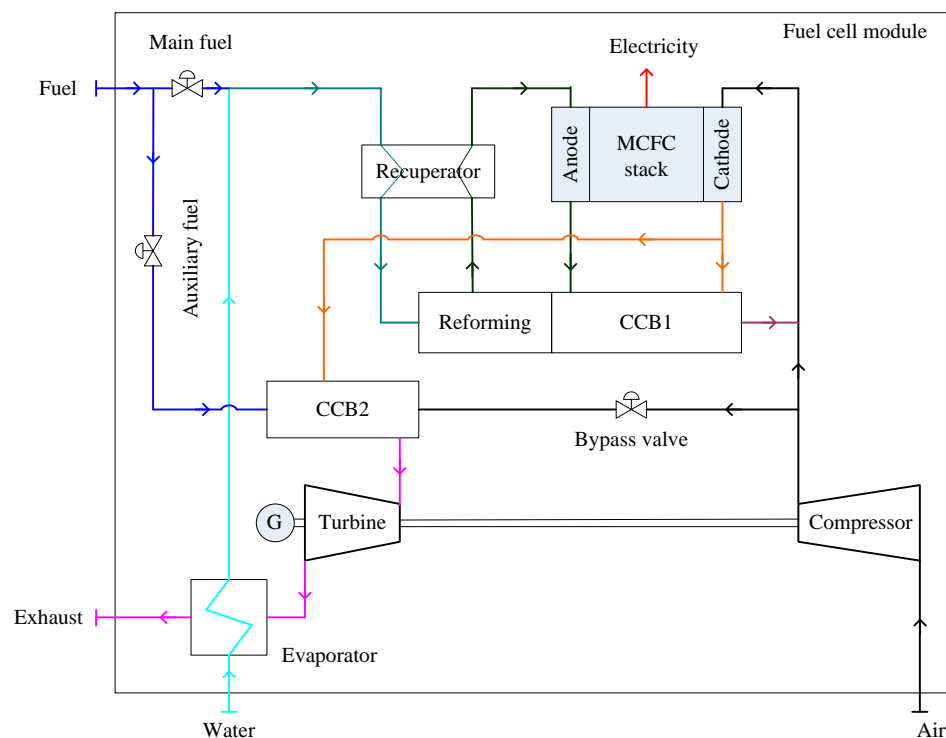 Fuel cell module
Main fuel
Electricity
Fuel
Anode
MCFC
stack
Cathode
Recuperator
Auxiliary fuel
Reforming
CCB1
CCB2
Bypass valve
G
Turbine
Compressor
Exhaust
Evaporator
Water
Air